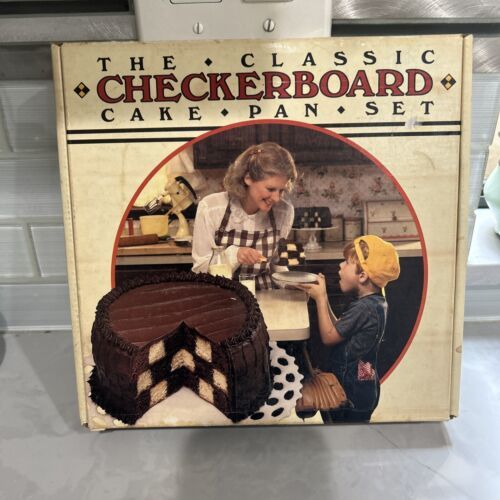 THE ◆ CLASSIC
CHECKERBOARD
CAKE ◆ PAN ◆ SET